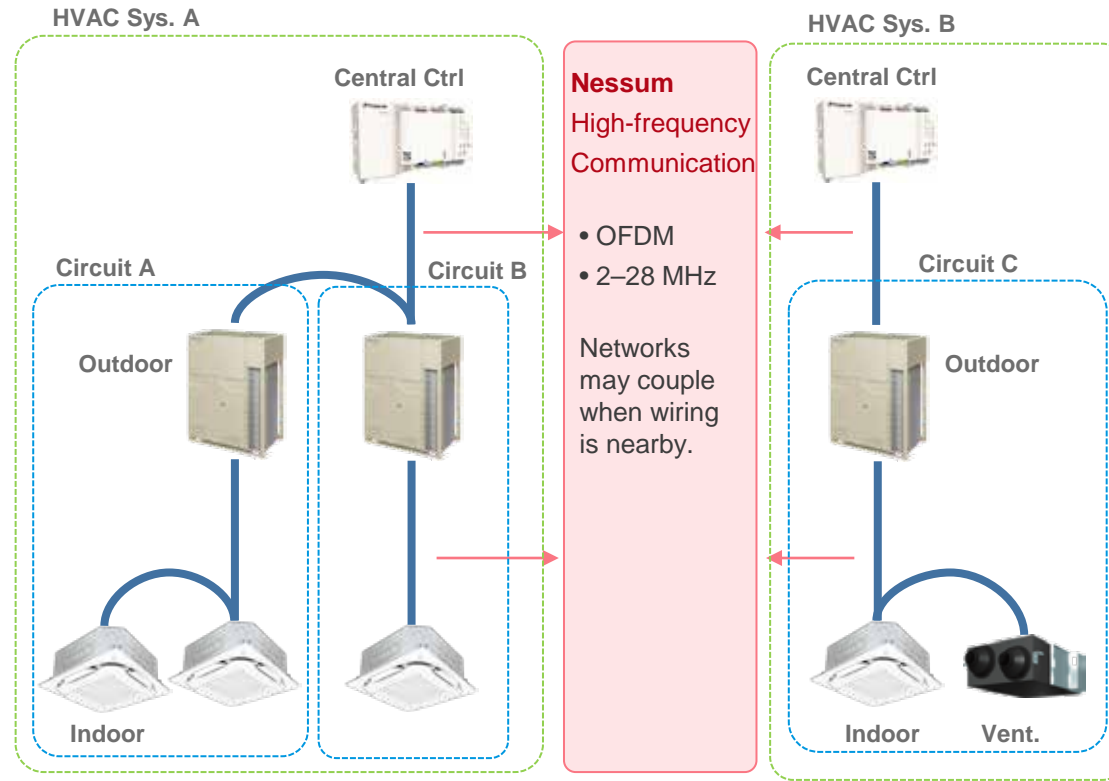 HVAC Sys. A
Central Ctrl
Circuit A
Circuit B
Outdoor
Indoor
Nessum
High-frequency
Communication
• OFDM
• 2–28 MHz
Networks
may couple
when wiring
is nearby.
HVAC Sys. B
Central Ctrl
Circuit C
Outdoor
Indoor
Vent.